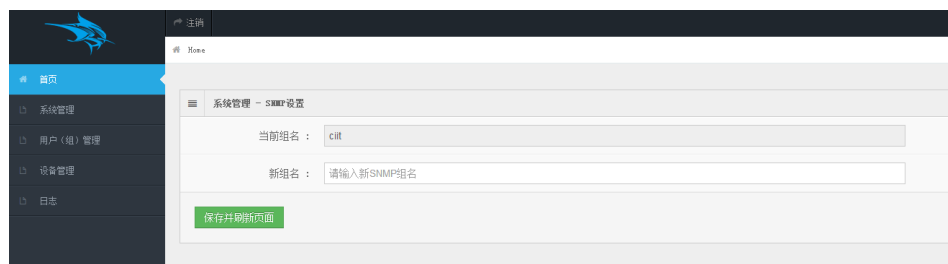 注销
Home
首页
系统管理
用户（组）管理
设备管理
日志
系统管理 - SNMP设置
当前组名 ： ciit
新组名 ： 请输入新SNMP组名
保存并刷新页面